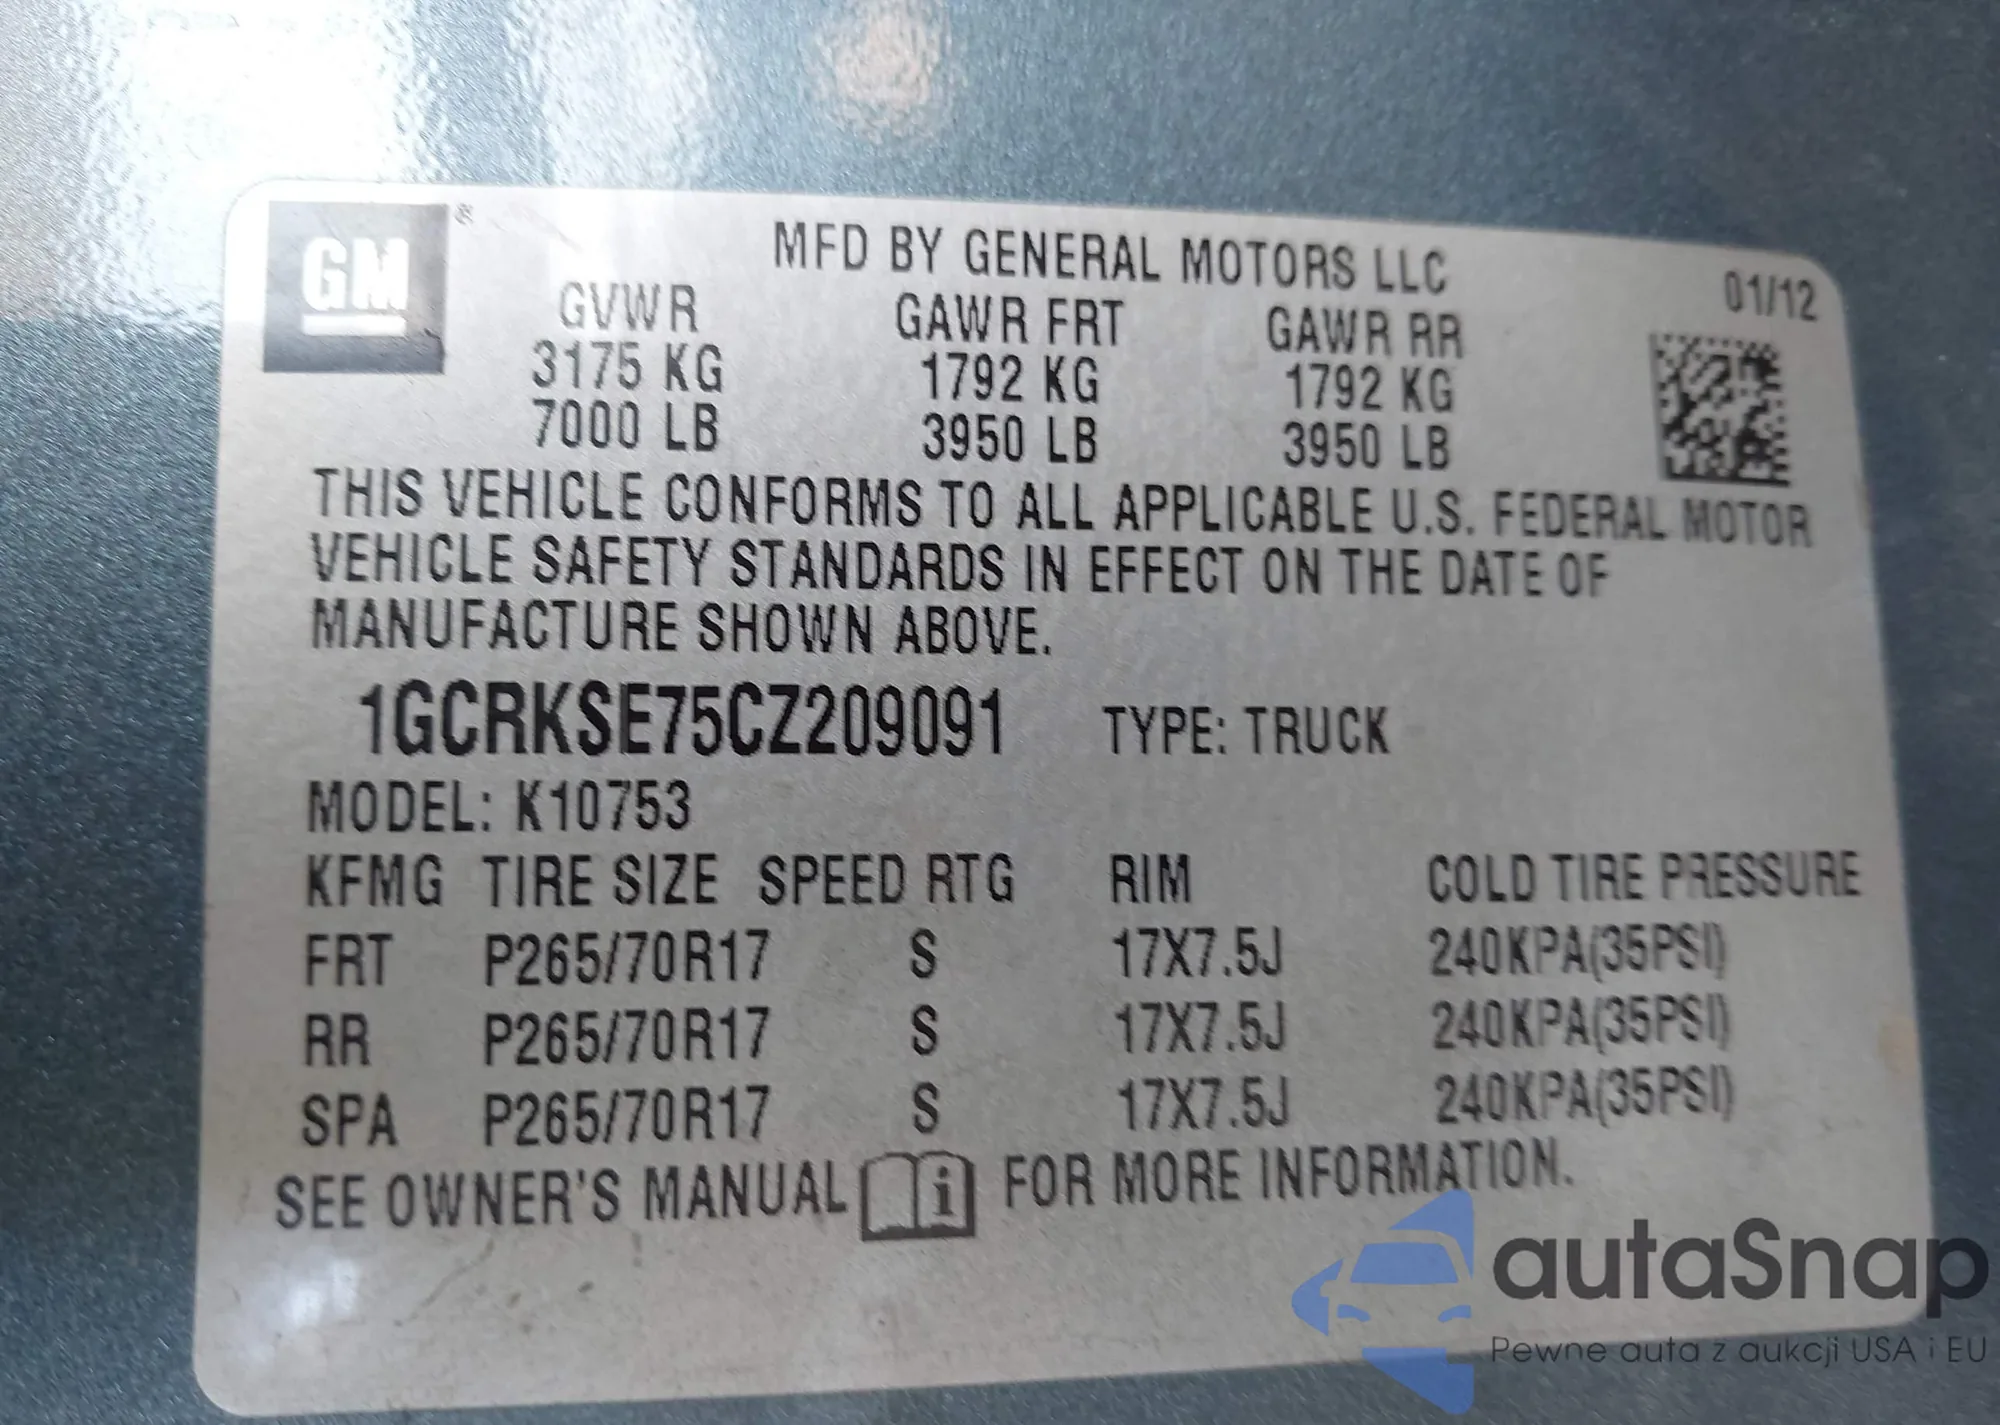 GM®
MFD BY GENERAL MOTORS LLC
01/12
GVWR GAWR FRT GAWR RR
3175 KG 1792 KG 1792 KG
7000 LB 3950 LB 3950 LB
THIS VEHICLE CONFORMS TO ALL APPLICABLE U.S. FEDERAL MOTOR
VEHICLE SAFETY STANDARDS IN EFFECT ON THE DATE OF
MANUFACTURE SHOWN ABOVE.
1GCRKSE75CZ209091 TYPE: TRUCK
MODEL: K10753
KFMG TIRE SIZE SPEED RTG RIM COLD TIRE PRESSURE
FRT P265/70R17 S 17X7.5J 240KPA(35PSI)
RR P265/70R17 S 17X7.5J 240KPA(35PSI)
SPA P265/70R17 S 17X7.5J 240KPA(35PSI)
SEE OWNER'S MANUAL i FOR MORE INFORMATION.
autaSnap
Pewne auta z aukcji USA i EU